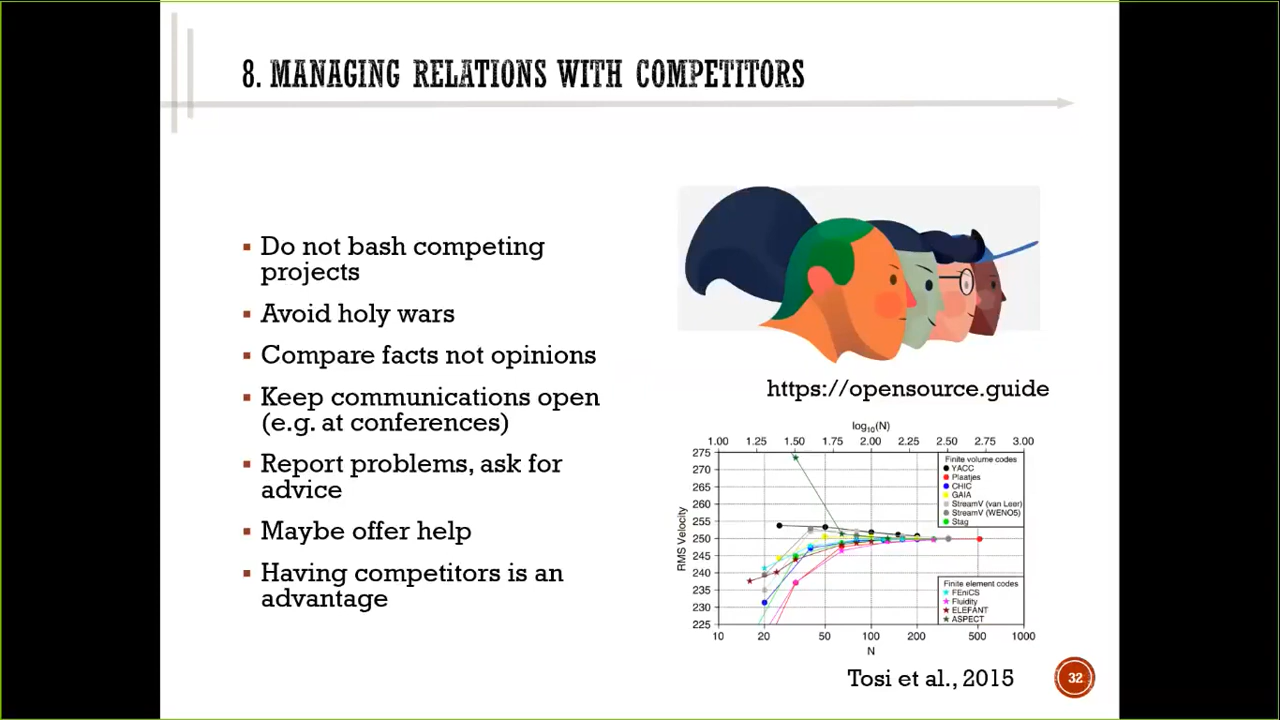 8. MANAGING RELATIONS WITH COMPETITORS
▪ Do not bash competing
projects
▪ Avoid holy wars
▪ Compare facts not opinions
▪ Keep communications open
(e.g. at conferences)
▪ Report problems, ask for
advice
▪ Maybe offer help
▪ Having competitors is an
advantage
https://opensource.guide
log10(N)
1.00 1.25 1.50 1.75 2.00 2.25 2.50 2.75 3.00
275
270
265
260
255
250
245
240
235
230
225
RMS Velocity
Finite volume codes
YACC
Plaatjes
CHIC
GAIA
StreamV (van Leer)
StreamV (WENO5)
Stag
Finite element codes
FEniCS
Fluidity
ELEFANT
ASPECT
10 20 50 100 200 500 1000
N
Tosi et al., 2015
32